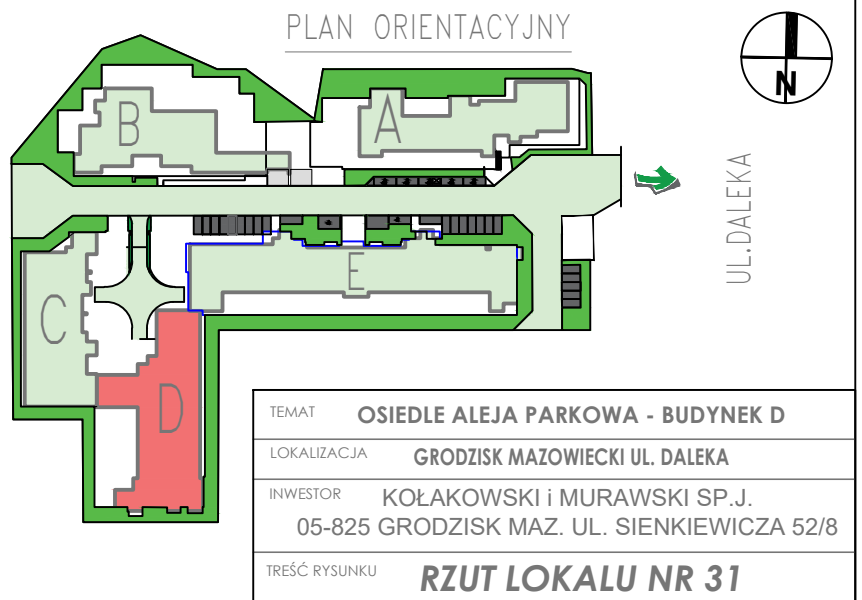 PLAN ORIENTACYJNY
N
B
A
UL.DALEKA
E
C
D
TEMAT OSIEDLE ALEJA PARKOWA - BUDYNEK D
LOKALIZACJA GRODZISK MAZOWIECKI UL. DALEKA
INWESTOR KOŁAKOWSKI i MURAWSKI SP.J.
05-825 GRODZISK MAZ. UL. SIENKIEWICZA 52/8
TREŚĆ RYSUNKU RZUT LOKALU NR 31